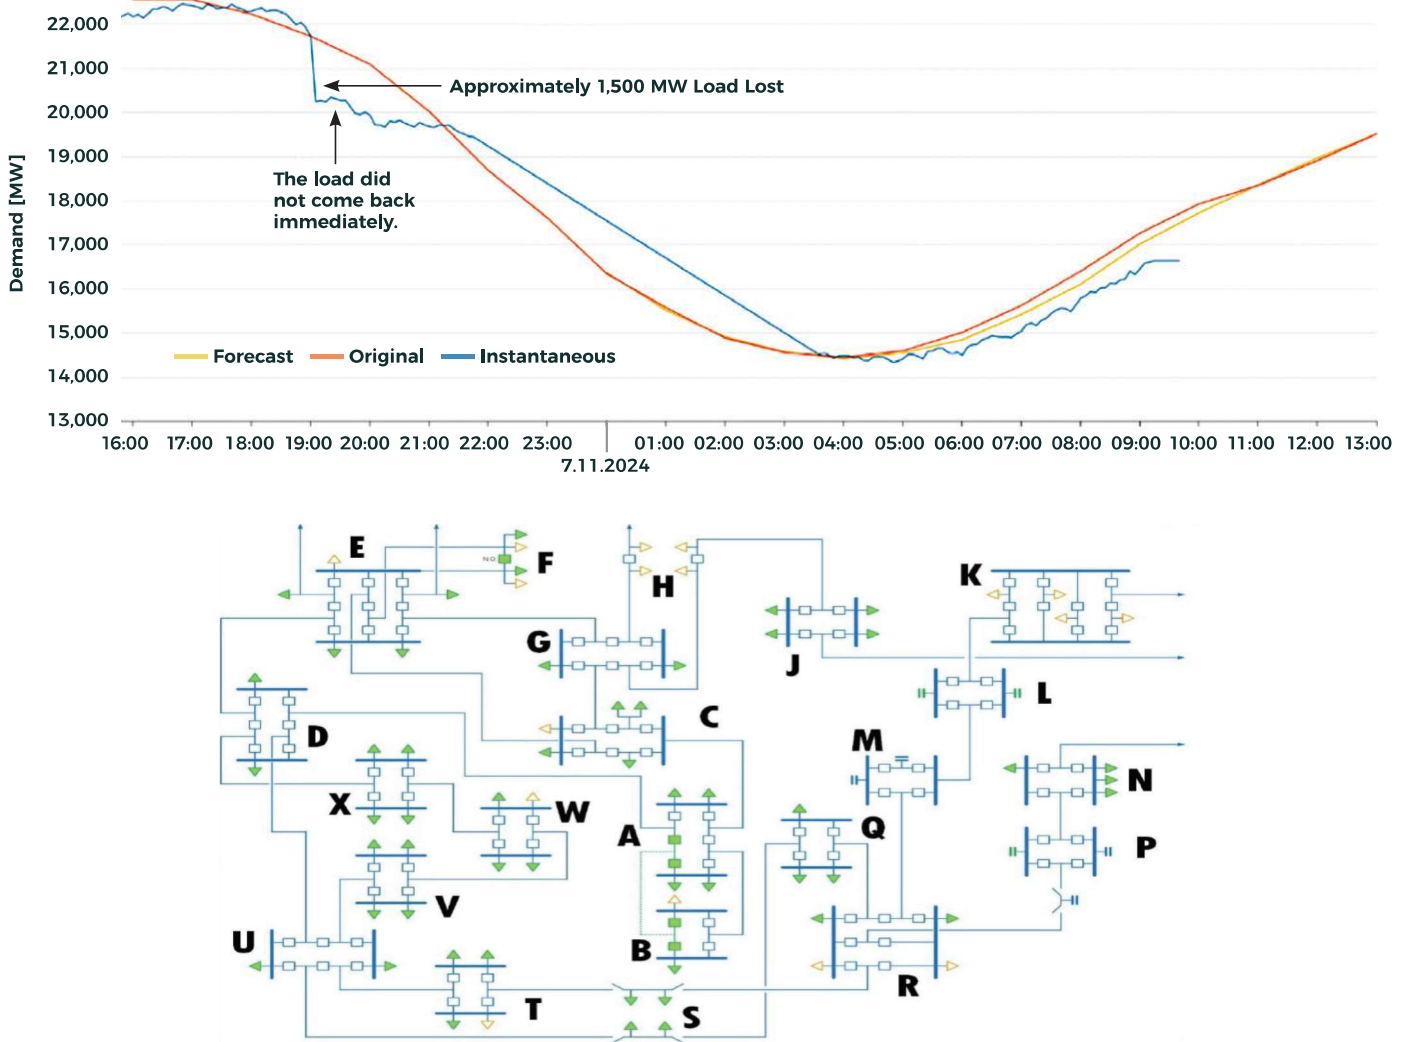 22,000
21,000
20,000
19,000
18,000
17,000
16,000
15,000
14,000
13,000
Demand [MW]
Approximately 1,500 MW Load Lost
The load did
not come back
immediately.
Forecast Original Instantaneous
16:00 17:00 18:00 19:00 20:00 21:00 22:00 23:00 01:00 02:00 03:00 04:00 05:00 06:00 07:00 08:00 09:00 10:00 11:00 12:00 13:00
7.11.2024
E
N.O.
F
H
K
G
J
L
C
D
M
N
X
W
A
Q
P
V
U
B
R
T
S